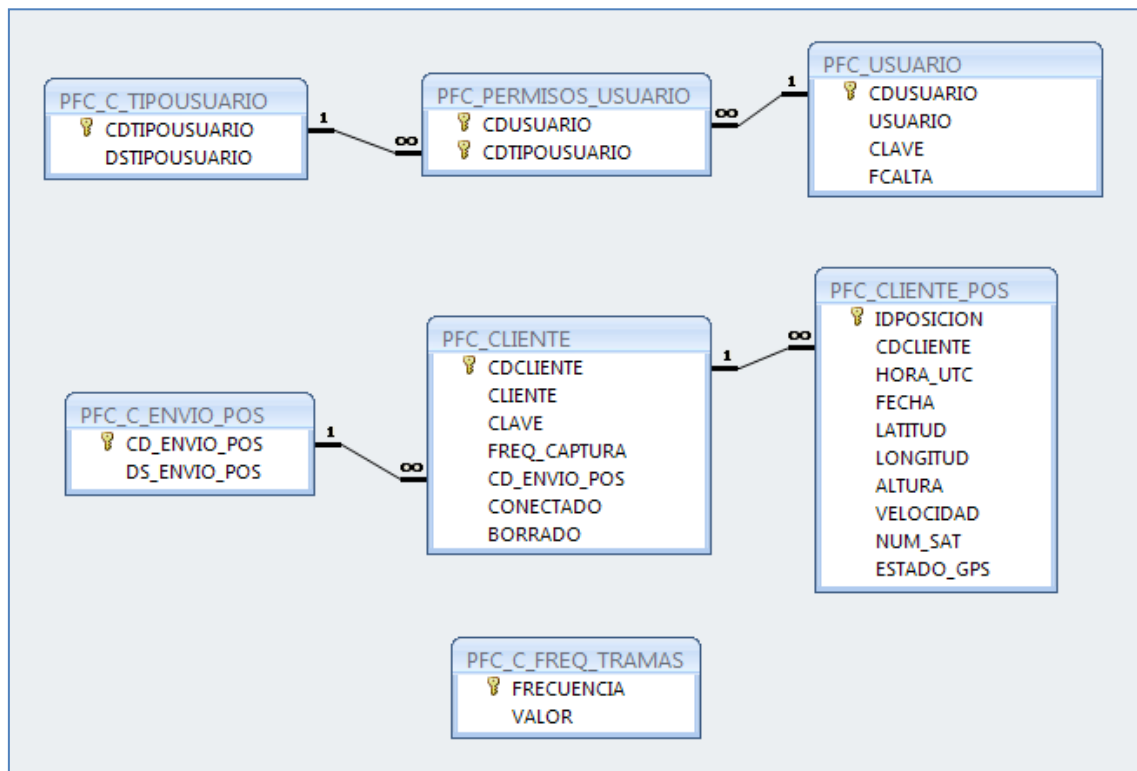 PFC_C_TIPOUSUARIO
CDTIPOUSUARIO
DSTIPOUSUARIO
1
∞
PFC_PERMISOS_USUARIO
CDUSUARIO
CDTIPOUSUARIO
∞
1
PFC_USUARIO
CDUSUARIO
USUARIO
CLAVE
FCALTA
PFC_C_ENVIO_POS
CD_ENVIO_POS
DS_ENVIO_POS
1
∞
PFC_CLIENTE
CDCLIENTE
CLIENTE
CLAVE
FREQ_CAPTURA
CD_ENVIO_POS
CONECTADO
BORRADO
1
∞
PFC_CLIENTE_POS
IDPOSICION
CDCLIENTE
HORA_UTC
FECHA
LATITUD
LONGITUD
ALTURA
VELOCIDAD
NUM_SAT
ESTADO_GPS
PFC_C_FREQ_TRAMAS
FRECUENCIA
VALOR